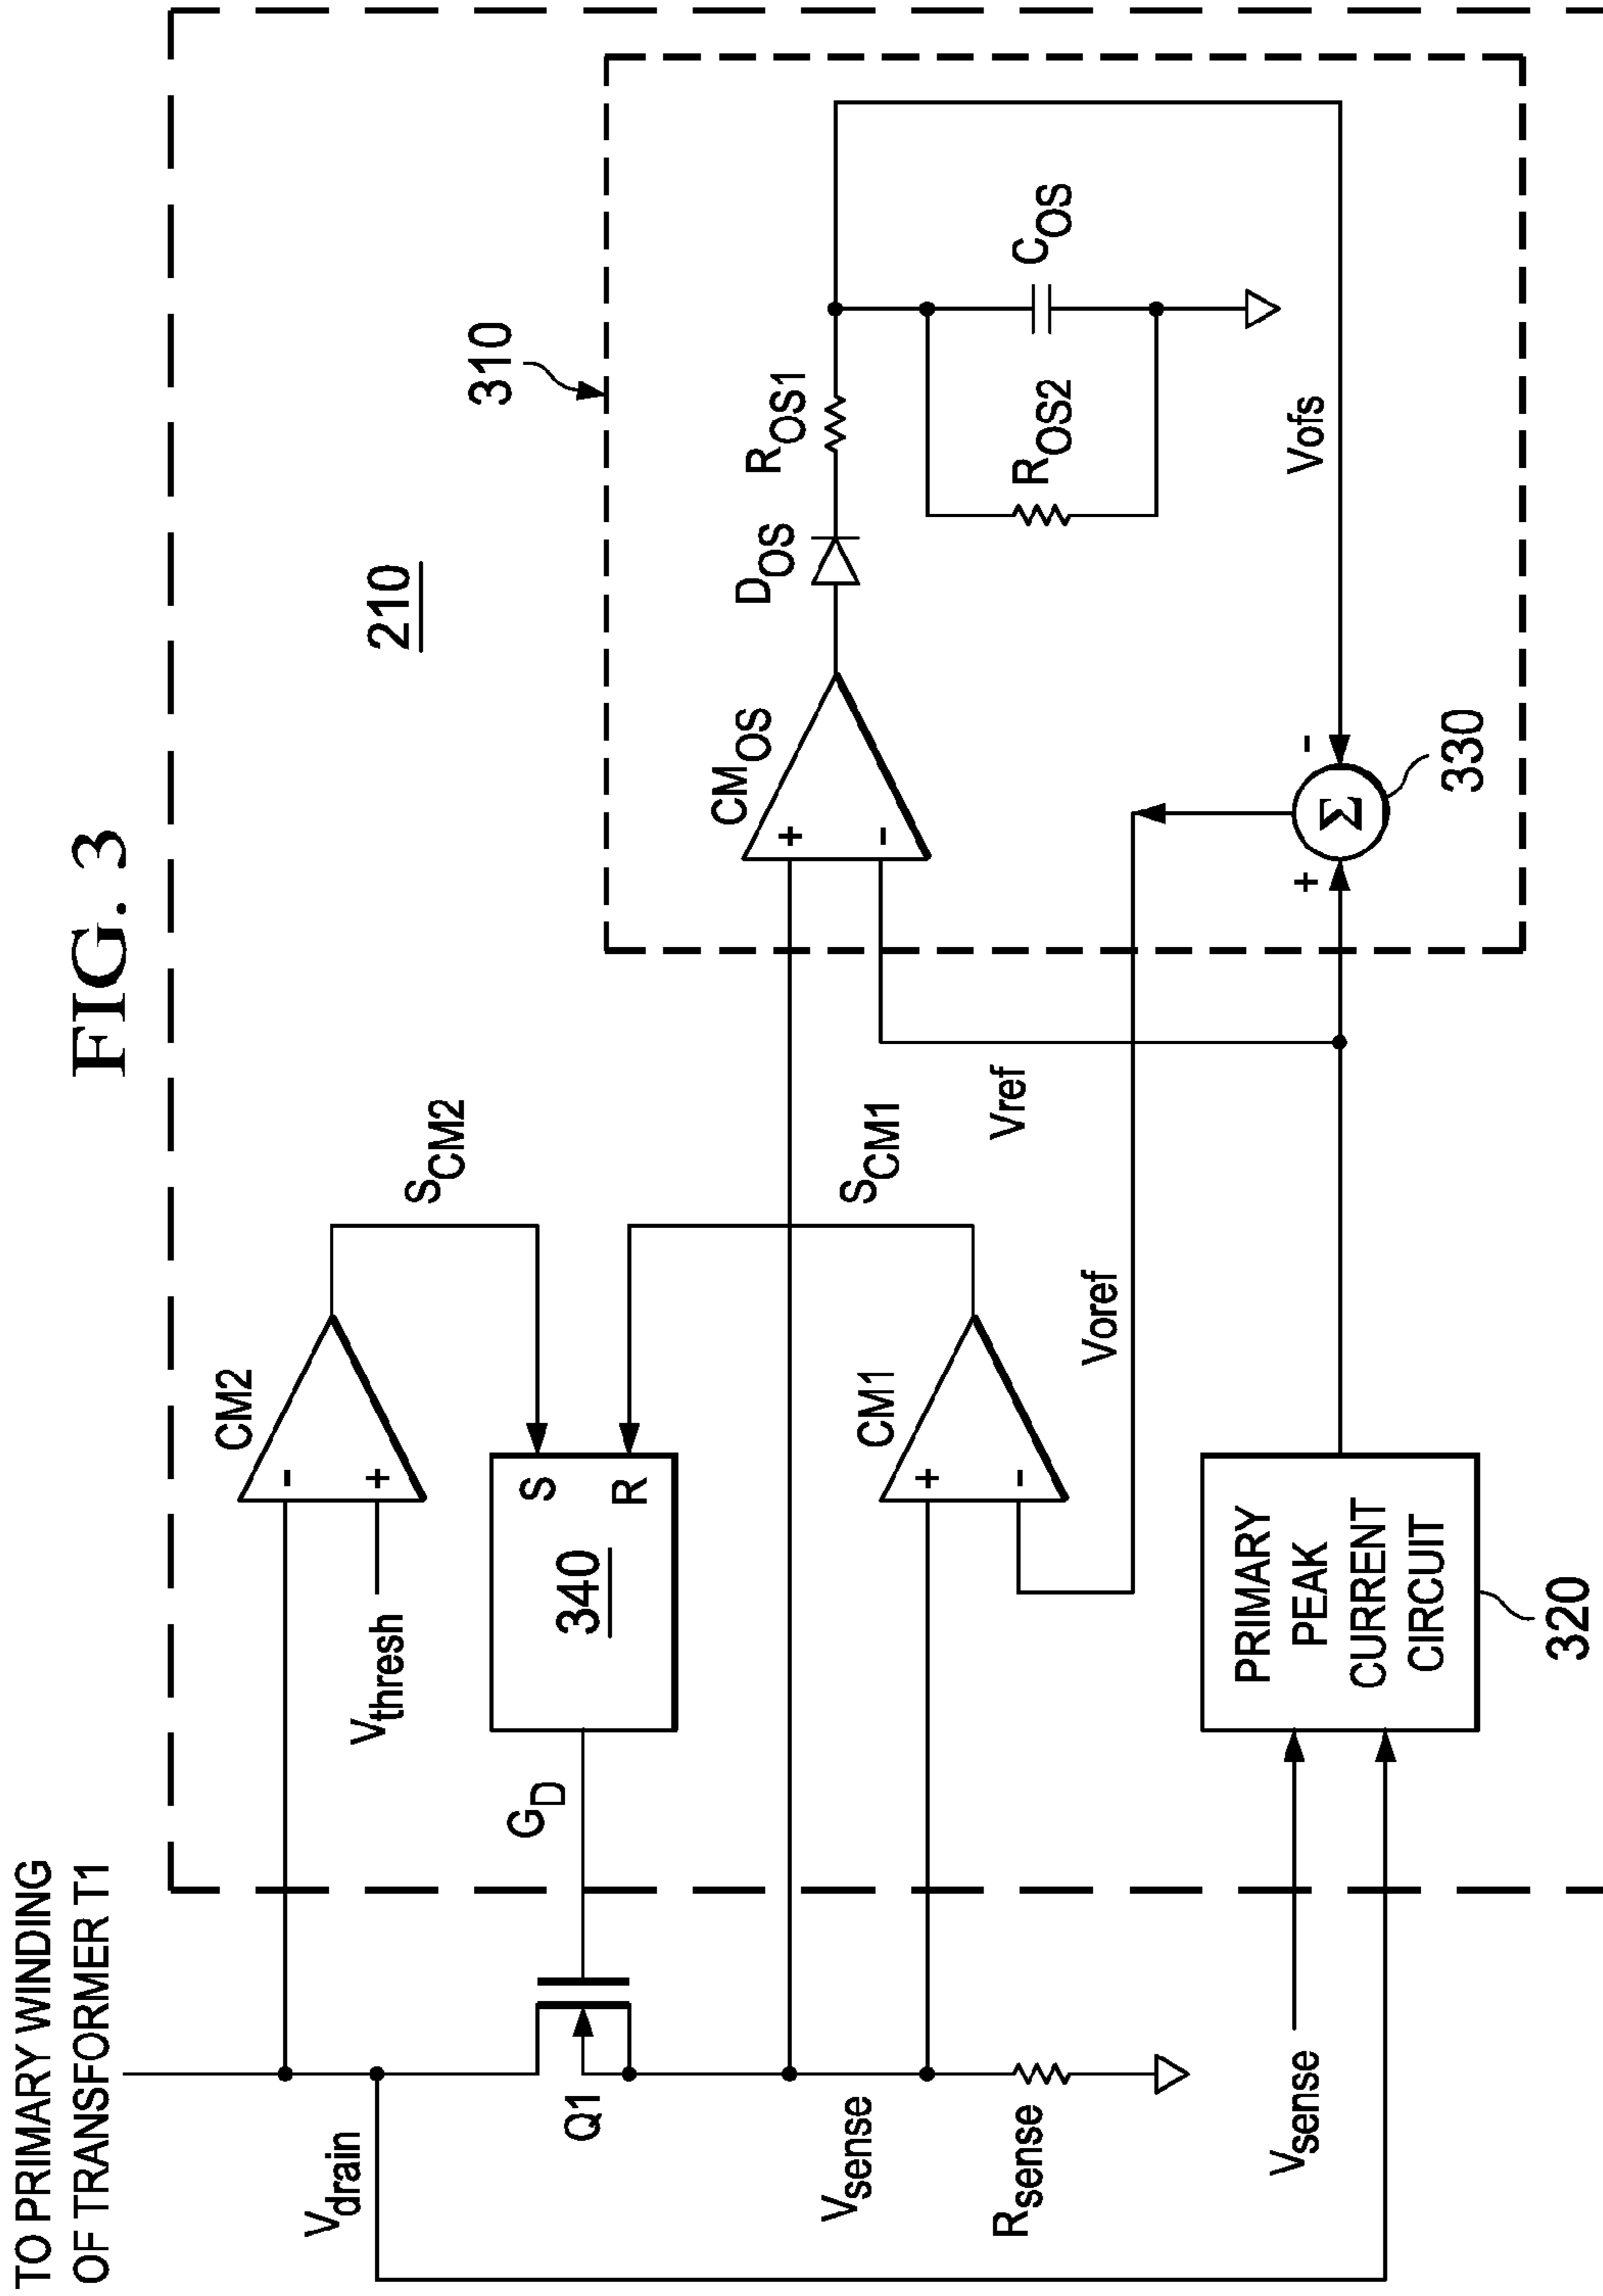 FIG. 3
TO PRIMARY WINDING
OF TRANSFORMER T1
210
310
CM2
-
+
Vthresh
SCM2
Vdrain
GD
340
S
R
Q1
SCM1
CMOS
+
-
DOS
ROS1
ROS2
COS
Vsense
CM1
+
-
Vref
Voref
Rsense
Vofs
Vsense
PRIMARY
PEAK
CURRENT
CIRCUIT
320
+
-
Σ
330